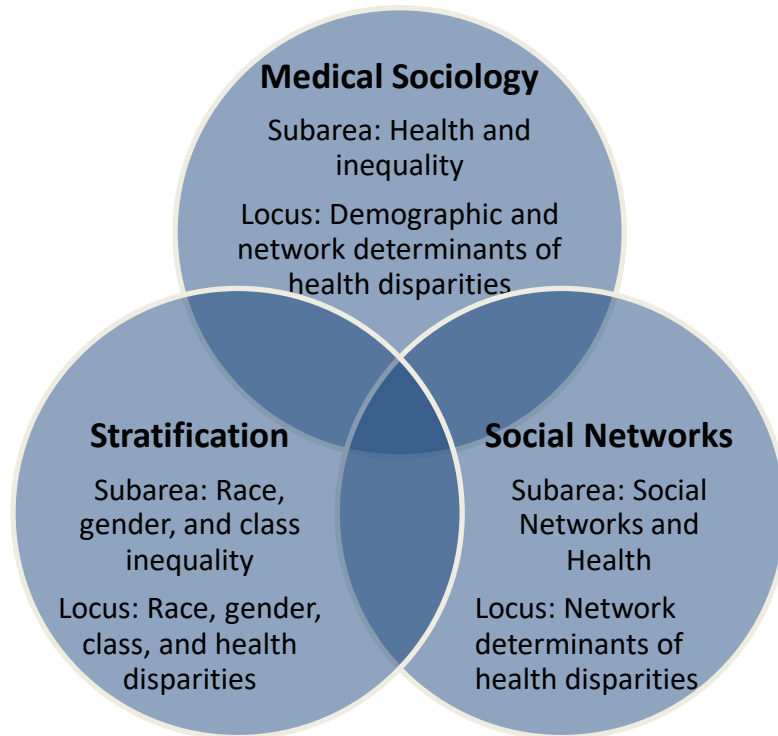 Medical Sociology
Subarea: Health and
inequality
Locus: Demographic and
network determinants of
health disparities
Stratification
Subarea: Race,
gender, and class
inequality
Locus: Race, gender,
class, and health
disparities
Social Networks
Subarea: Social
Networks and
Health
Locus: Network
determinants of
health disparities